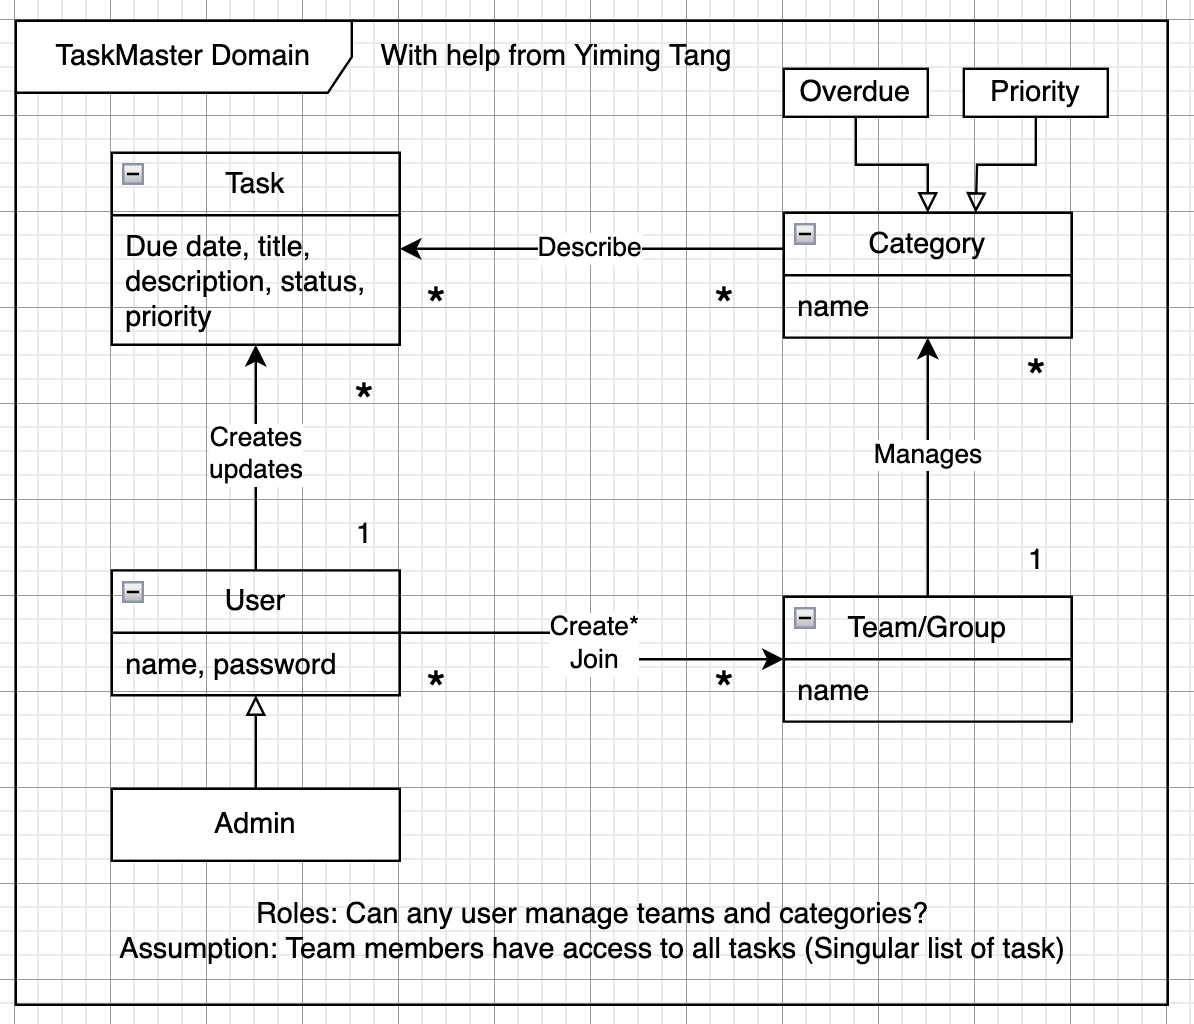 TaskMaster Domain
With help from Yiming Tang
Overdue
Priority
Task
Due date, title,
description, status,
priority
Describe
*
*
Category
name
*
Creates
updates
*
1
Manages
1
User
name, password
Create*
Join
*
*
Team/Group
name
Admin
Roles: Can any user manage teams and categories?
Assumption: Team members have access to all tasks (Singular list of task)